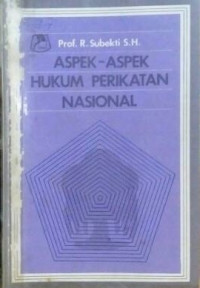 Prof. R. Subekti S.H.
ASPEK-ASPEK
HUKUM PERIKATAN
NASIONAL